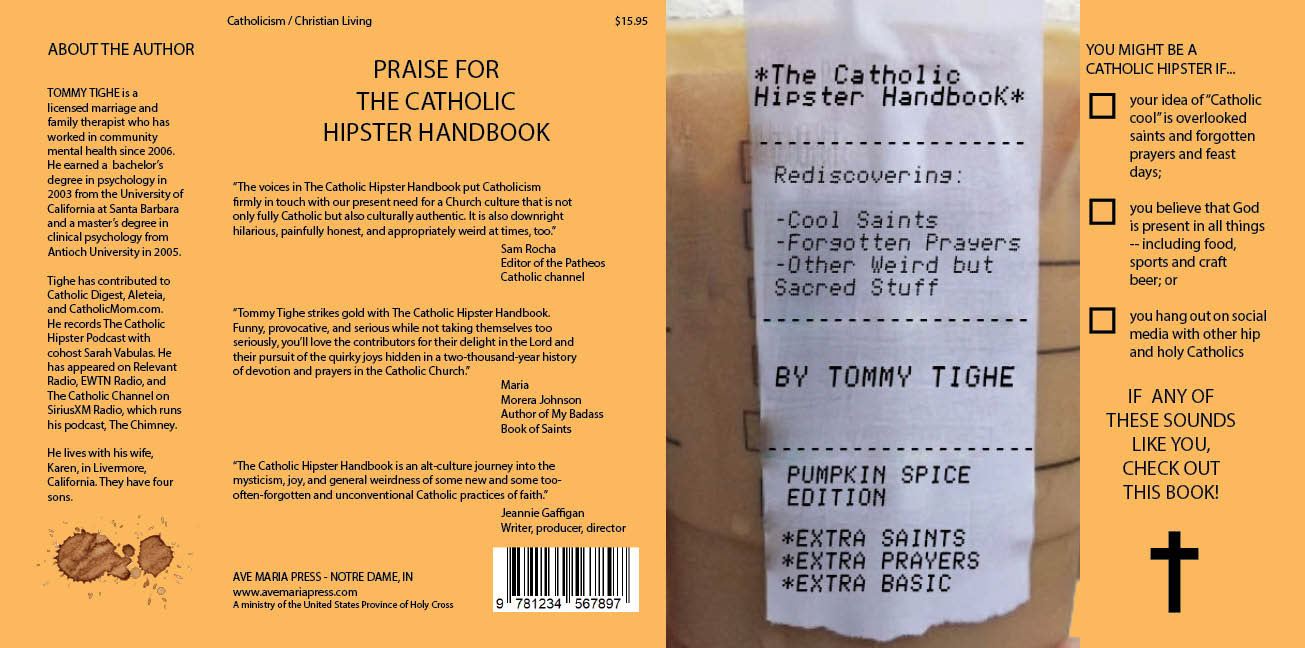 Catholicism / Christian Living
$15.95
ABOUT THE AUTHOR
TOMMY TIGHE is a
licensed marriage and
family therapist who has
worked in community
mental health since 2006.
He earned a bachelor's
degree in psychology in
2003 from the University of
California at Santa Barbara
and a master's degree in
clinical psychology from
Antioch University in 2005.
Tighe has contributed to
Catholic Digest, Aleteia,
and CatholicMom.com.
He records The Catholic
Hipster Podcast with
cohost Sarah Vabulas. He
has appeared on Relevant
Radio, EWTN Radio, and
The Catholic Channel on
SiriusXM Radio, which runs
his podcast, The Chimney.
He lives with his wife,
Karen, in Livermore,
California. They have four
sons.
PRAISE FOR
THE CATHOLIC
HIPSTER HANDBOOK
“The voices in The Catholic Hipster Handbook put Catholicism
firmly in touch with our present need for a Church culture that is not
only fully Catholic but also culturally authentic. It is also downright
hilarious, painfully honest, and appropriately weird at times, too.”
Sam Rocha
Editor of the Patheos
Catholic channel
“Tommy Tighe strikes gold with The Catholic Hipster Handbook.
Funny, provocative, and serious while not taking themselves too
seriously, you'll love the contributors for their delight in the Lord and
their pursuit of the quirky joys hidden in a two-thousand-year history
of devotion and prayers in the Catholic Church.”
Maria
Morera Johnson
Author of My Badass
Book of Saints
“The Catholic Hipster Handbook is an alt-culture journey into the
mysticism, joy, and general weirdness of some new and some too-
often-forgotten and unconventional Catholic practices of faith.”
Jeannie Gaffigan
Writer, producer, director
AVE MARIA PRESS - NOTRE DAME, IN
www.avemariapress.com
A ministry of the United States Province of Holy Cross
9 781234 567897
*The Catholic
Hipster HandbooK*
Rediscovering:
-Cool Saints
-Forgotten Prayers
-Other Weird but
Sacred Stuff
BY TOMMY TIGHE
PUMPKIN SPICE
EDITION
*EXTRA SAINTS
*EXTRA PRAYERS
*EXTRA BASIC
YOU MIGHT BE A
CATHOLIC HIPSTER IF...
your idea of “Catholic
cool” is overlooked
saints and forgotten
prayers and feast
days;
you believe that God
is present in all things
-- including food,
sports and craft
beer; or
you hang out on social
media with other hip
and holy Catholics
IF ANY OF
THESE SOUNDS
LIKE YOU,
CHECK OUT
THIS BOOK!